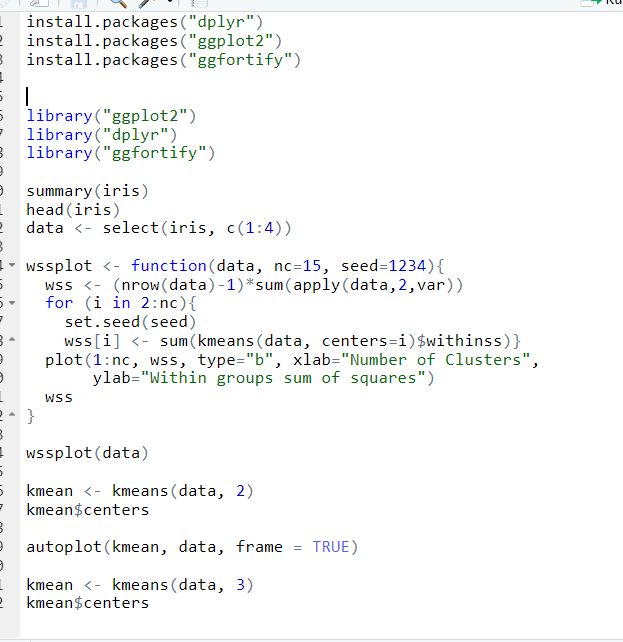 install.packages("dplyr")
install.packages("ggplot2")
install.packages("ggfortify")
library("ggplot2")
library("dplyr")
library("ggfortify")
summary(iris)
head(iris)
data <- select(iris, c(1:4))
wssplot <- function(data, nc=15, seed=1234){
  wss <- (nrow(data)-1)*sum(apply(data,2,var))
  for (i in 2:nc){
    set.seed(seed)
    wss[i] <- sum(kmeans(data, centers=i)$withinss)}
  plot(1:nc, wss, type="b", xlab="Number of Clusters",
       ylab="Within groups sum of squares")
  wss
}
wssplot(data)
kmean <- kmeans(data, 2)
kmean$centers
autoplot(kmean, data, frame = TRUE)
kmean <- kmeans(data, 3)
kmean$centers